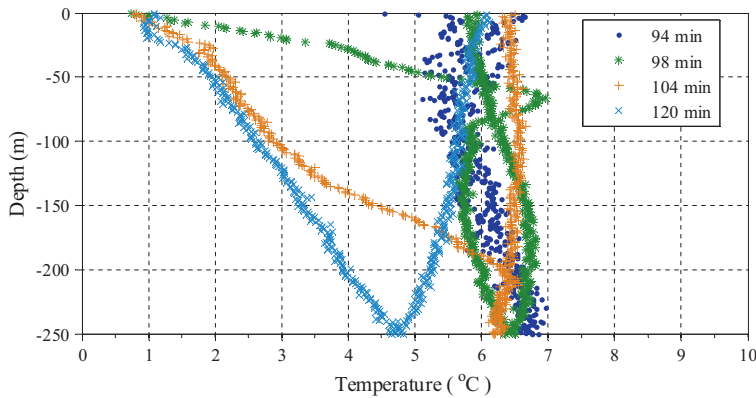 0
-50
-100
-150
-200
-250
Depth (m)
94 min
98 min
104 min
120 min
0 1 2 3 4 5 6 7 8 9 10
Temperature ( °C )